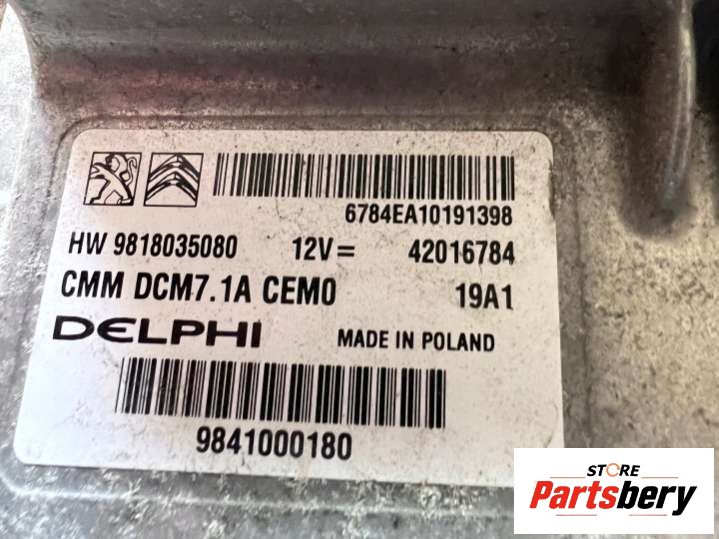 6784EA10191398
HW 9818035080 12V= 42016784
CMM DCM7.1A CEM0 19A1
DELPHI MADE IN POLAND
9841000180
STORE
Partsbery